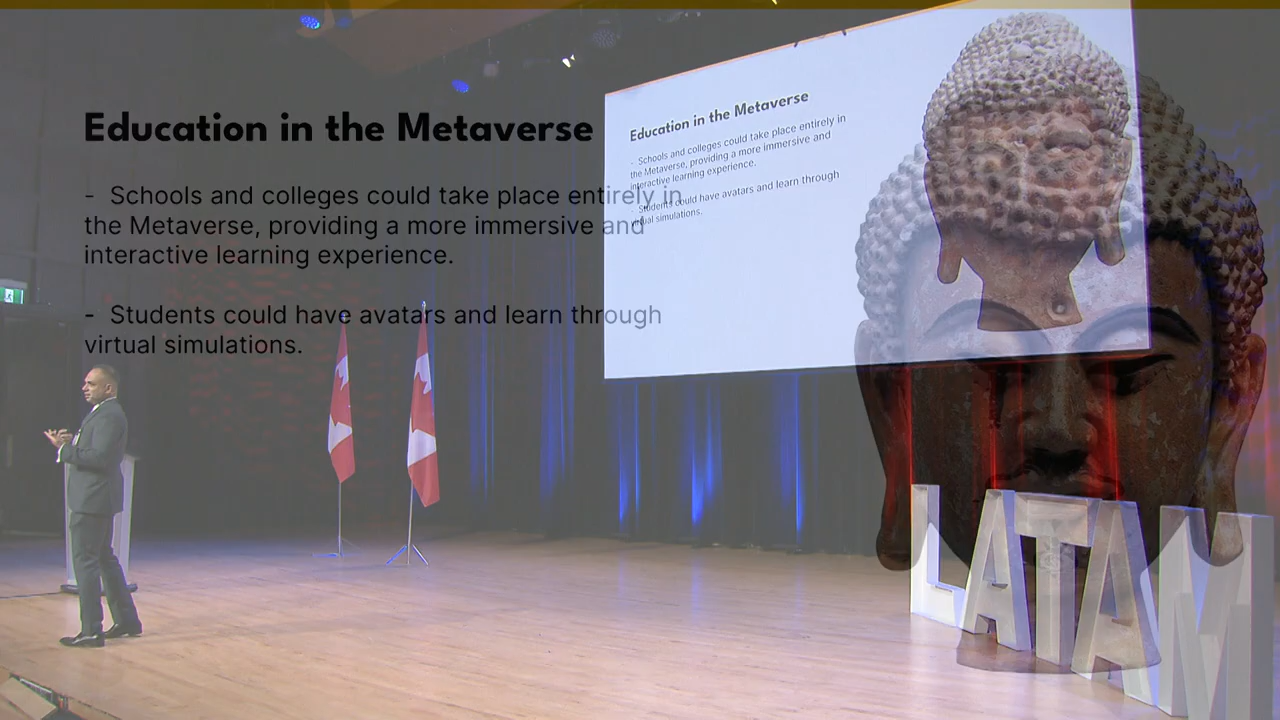 Education in the Metaverse
- Schools and colleges could take place entirely in
the Metaverse, providing a more immersive and
interactive learning experience.
- Students could have avatars and learn through
virtual simulations.
Education in the Metaverse
- Schools and colleges could take place entirely in
the Metaverse, providing a more immersive and
interactive learning experience.
- Students could have avatars and learn through
virtual simulations.
LATAM